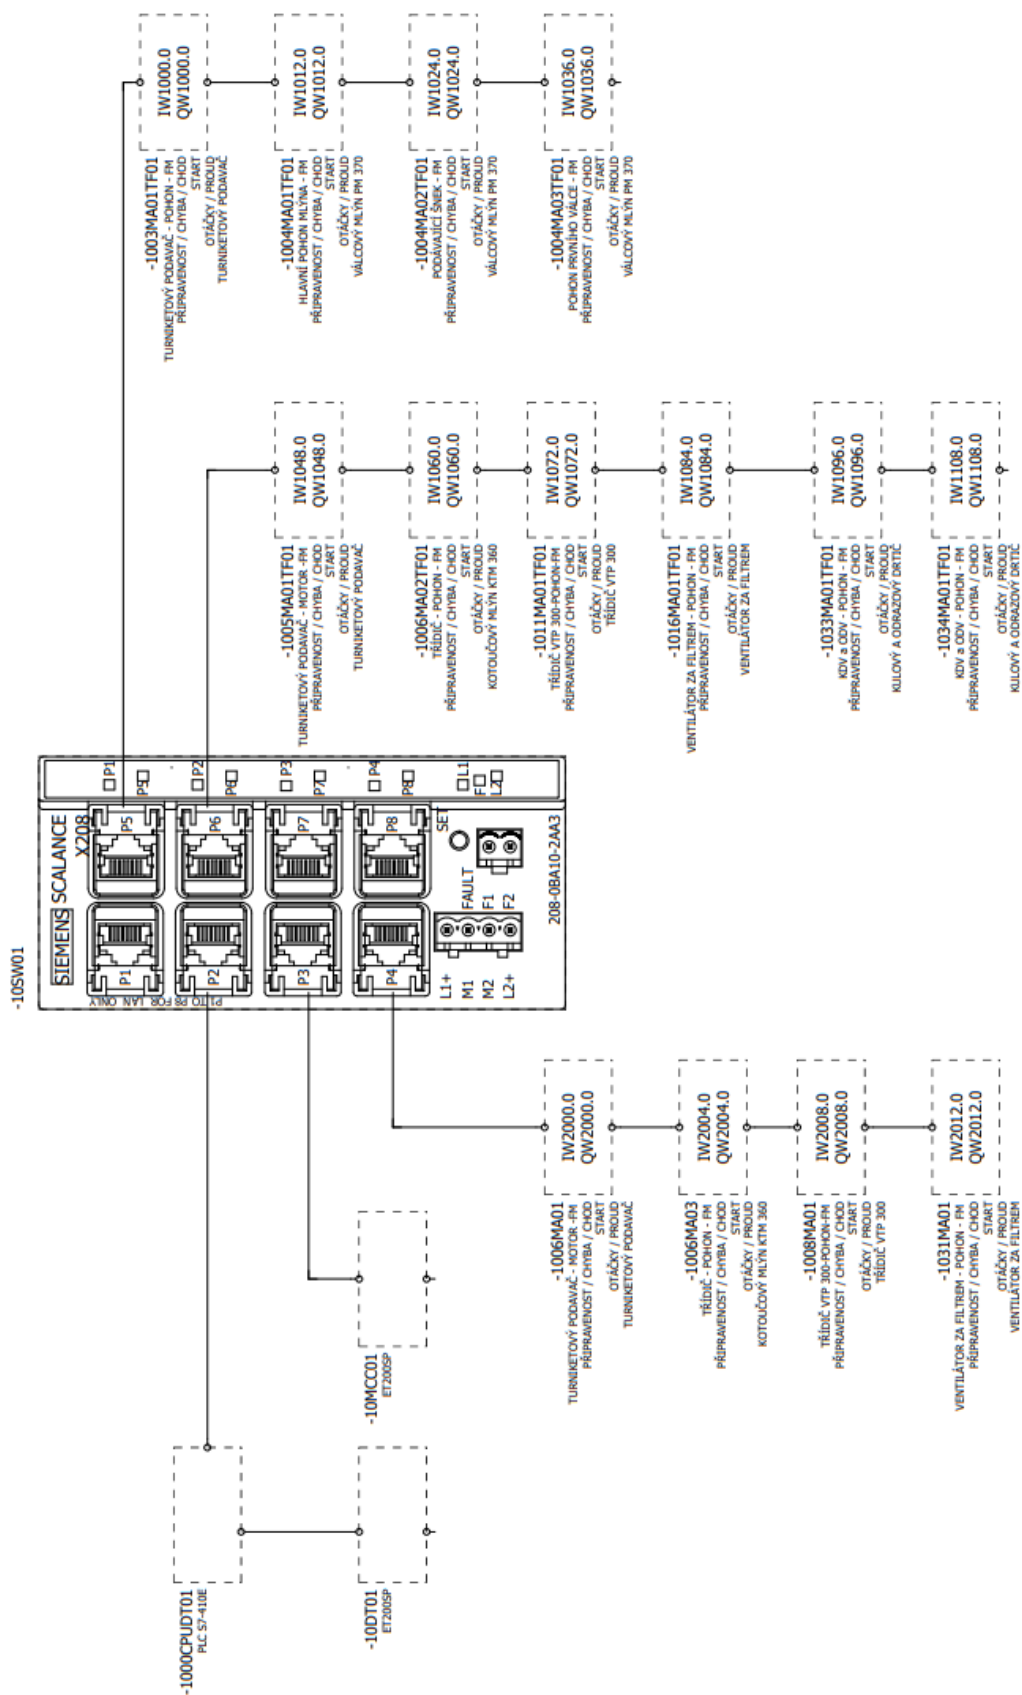 IW1000.0
QW1000.0
-1003MA01TF01
TURNIKETOVÝ PODAVAČ - POHON - FM
PŘIPRAVENOST / CHYBA / CHOD
START
OTÁČKY / PROUD
TURNIKETOVÝ PODAVAČ
IW1012.0
QW1012.0
-1004MA01TF01
HLAVNÍ POHON MLÝNA - FM
PŘIPRAVENOST / CHYBA / CHOD
START
OTÁČKY / PROUD
VÁLCOVÝ MLÝN PM 370
IW1024.0
QW1024.0
-1004MA02TF01
PODÁVAJÍCÍ ŠNEK - FM
PŘIPRAVENOST / CHYBA / CHOD
START
OTÁČKY / PROUD
VÁLCOVÝ MLÝN PM 370
IW1036.0
QW1036.0
-1004MA03TF01
POHON PRVNÍHO VÁLCE - FM
PŘIPRAVENOST / CHYBA / CHOD
START
OTÁČKY / PROUD
VÁLCOVÝ MLÝN PM 370
IW1048.0
QW1048.0
-1005MA01TF01
TURNIKETOVÝ PODAVAČ - MOTOR -FM
PŘIPRAVENOST / CHYBA / CHOD
START
OTÁČKY / PROUD
TURNIKETOVÝ PODAVAČ
IW1060.0
QW1060.0
-1006MA02TF01
TŘÍDIČ - POHON - FM
PŘIPRAVENOST / CHYBA / CHOD
START
OTÁČKY / PROUD
KOTOUČOVÝ MLÝN KTM 360
IW1072.0
QW1072.0
-1011MA01TF01
TŘÍDIČ VTP 300-POHON-FM
PŘIPRAVENOST / CHYBA / CHOD
START
OTÁČKY / PROUD
TŘÍDIČ VTP 300
IW1084.0
QW1084.0
-1016MA01TF01
VENTILÁTOR ZA FILTREM - POHON - FM
PŘIPRAVENOST / CHYBA / CHOD
START
OTÁČKY / PROUD
VENTILÁTOR ZA FILTREM
IW1096.0
QW1096.0
-1033MA01TF01
KDV a ODV - POHON - FM
PŘIPRAVENOST / CHYBA / CHOD
START
OTÁČKY / PROUD
KULOVÝ A ODRAZOVÝ DRTIČ
IW1108.0
QW1108.0
-1034MA01TF01
KDV a ODV - POHON - FM
PŘIPRAVENOST / CHYBA / CHOD
START
OTÁČKY / PROUD
KULOVÝ A ODRAZOVÝ DRTIČ
-10SW01
SIEMENS SCALANCE
X208
P1
P5
P2
P6
P3
P7
P4
P8
L1
F
L2
P5
P6
P7
P8
SET
P1
P2
P3
P4
FAULT
F1
F2
L1+
M1
M2
L2+
208-0BA10-2AA3
P1 TO P8 FOR LAN ONLY
IW2000.0
QW2000.0
-1006MA01
TURNIKETOVÝ PODAVAČ - MOTOR -FM
PŘIPRAVENOST / CHYBA / CHOD
START
OTÁČKY / PROUD
TURNIKETOVÝ PODAVAČ
IW2004.0
QW2004.0
-1006MA03
TŘÍDIČ - POHON - FM
PŘIPRAVENOST / CHYBA / CHOD
START
OTÁČKY / PROUD
KOTOUČOVÝ MLÝN KTM 360
IW2008.0
QW2008.0
-1008MA01
TŘÍDIČ VTP 300-POHON-FM
PŘIPRAVENOST / CHYBA / CHOD
START
OTÁČKY / PROUD
TŘÍDIČ VTP 300
IW2012.0
QW2012.0
-1031MA01
VENTILÁTOR ZA FILTREM - POHON - FM
PŘIPRAVENOST / CHYBA / CHOD
START
OTÁČKY / PROUD
VENTILÁTOR ZA FILTREM
-10MCC01
ET200SP
-1000CPUDT01
PLC S7-410E
-10DT01
ET200SP